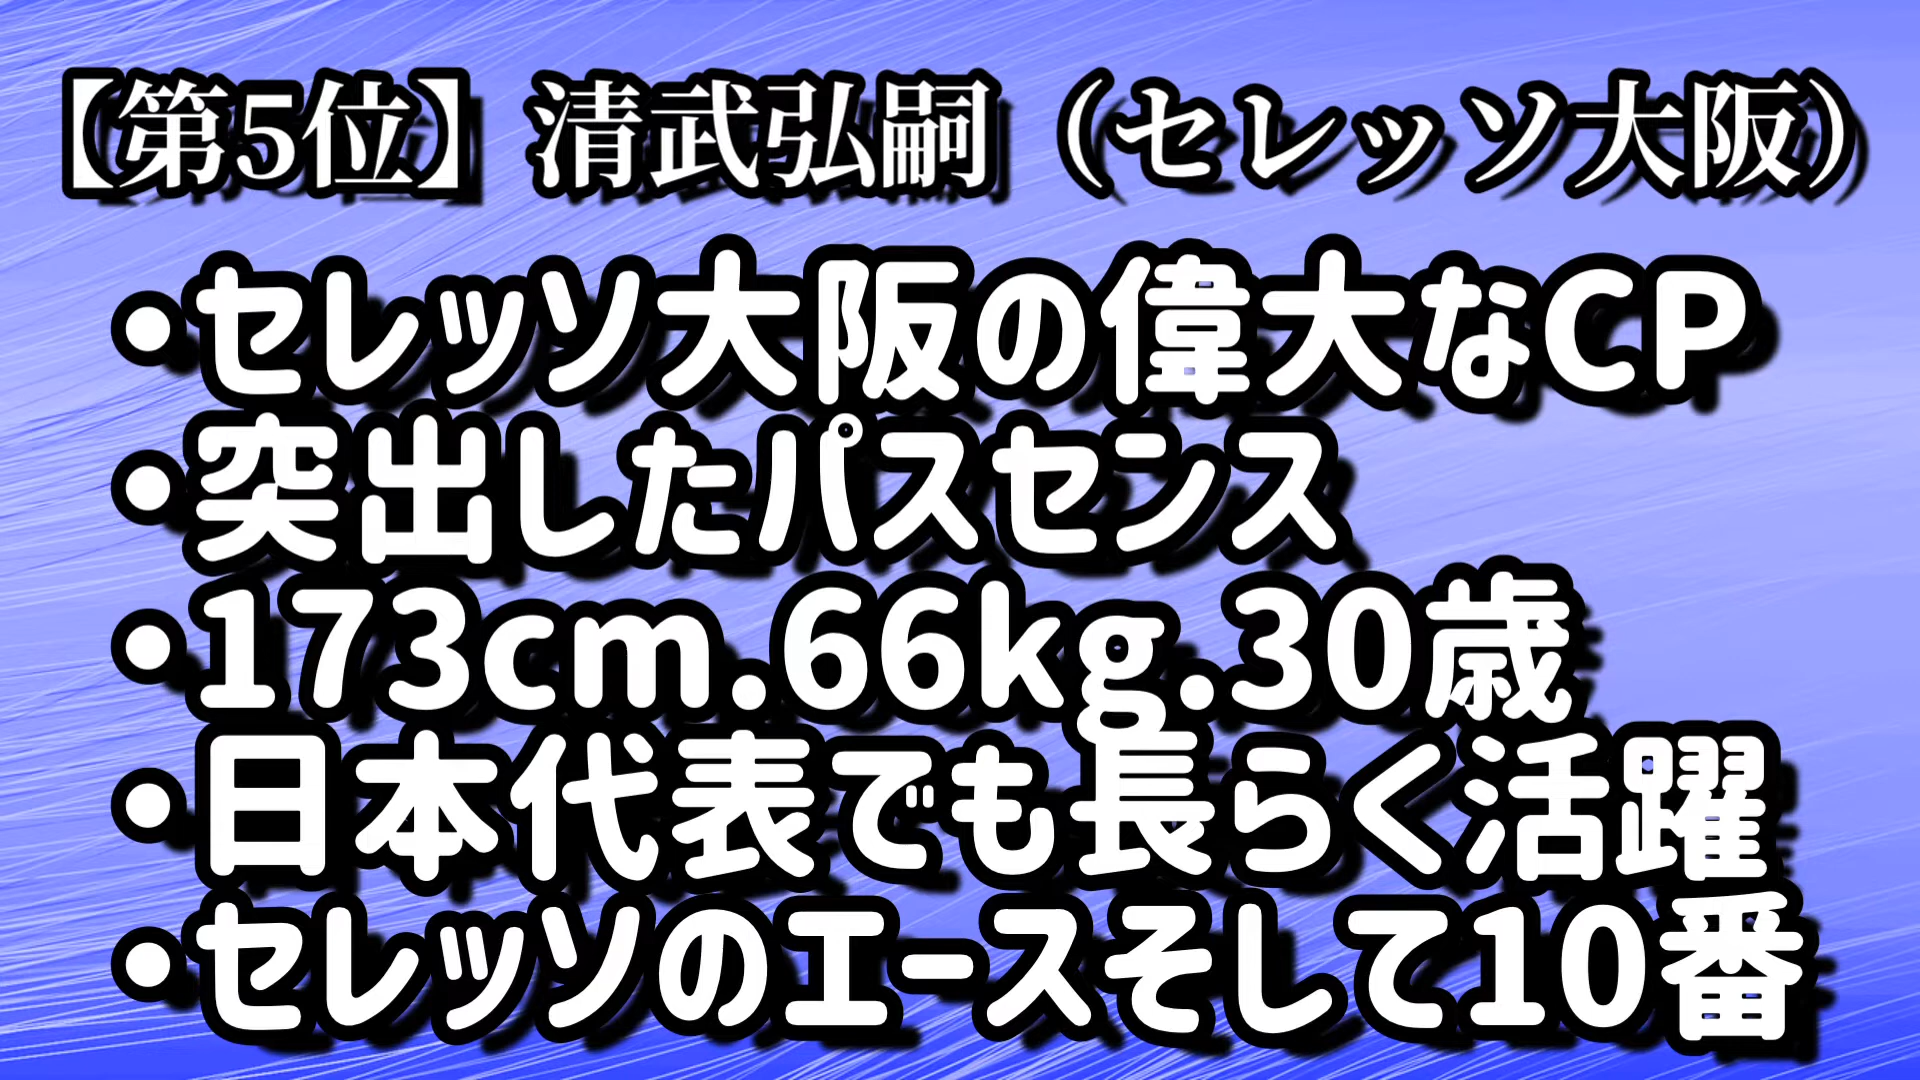 【第5位】清武弘嗣（セレッソ大阪）
・セレッソ大阪の偉大なCP
・突出したパスセンス
・173cm.66kg.30歳
・日本代表でも長らく活躍
・セレッソのエースそして10番